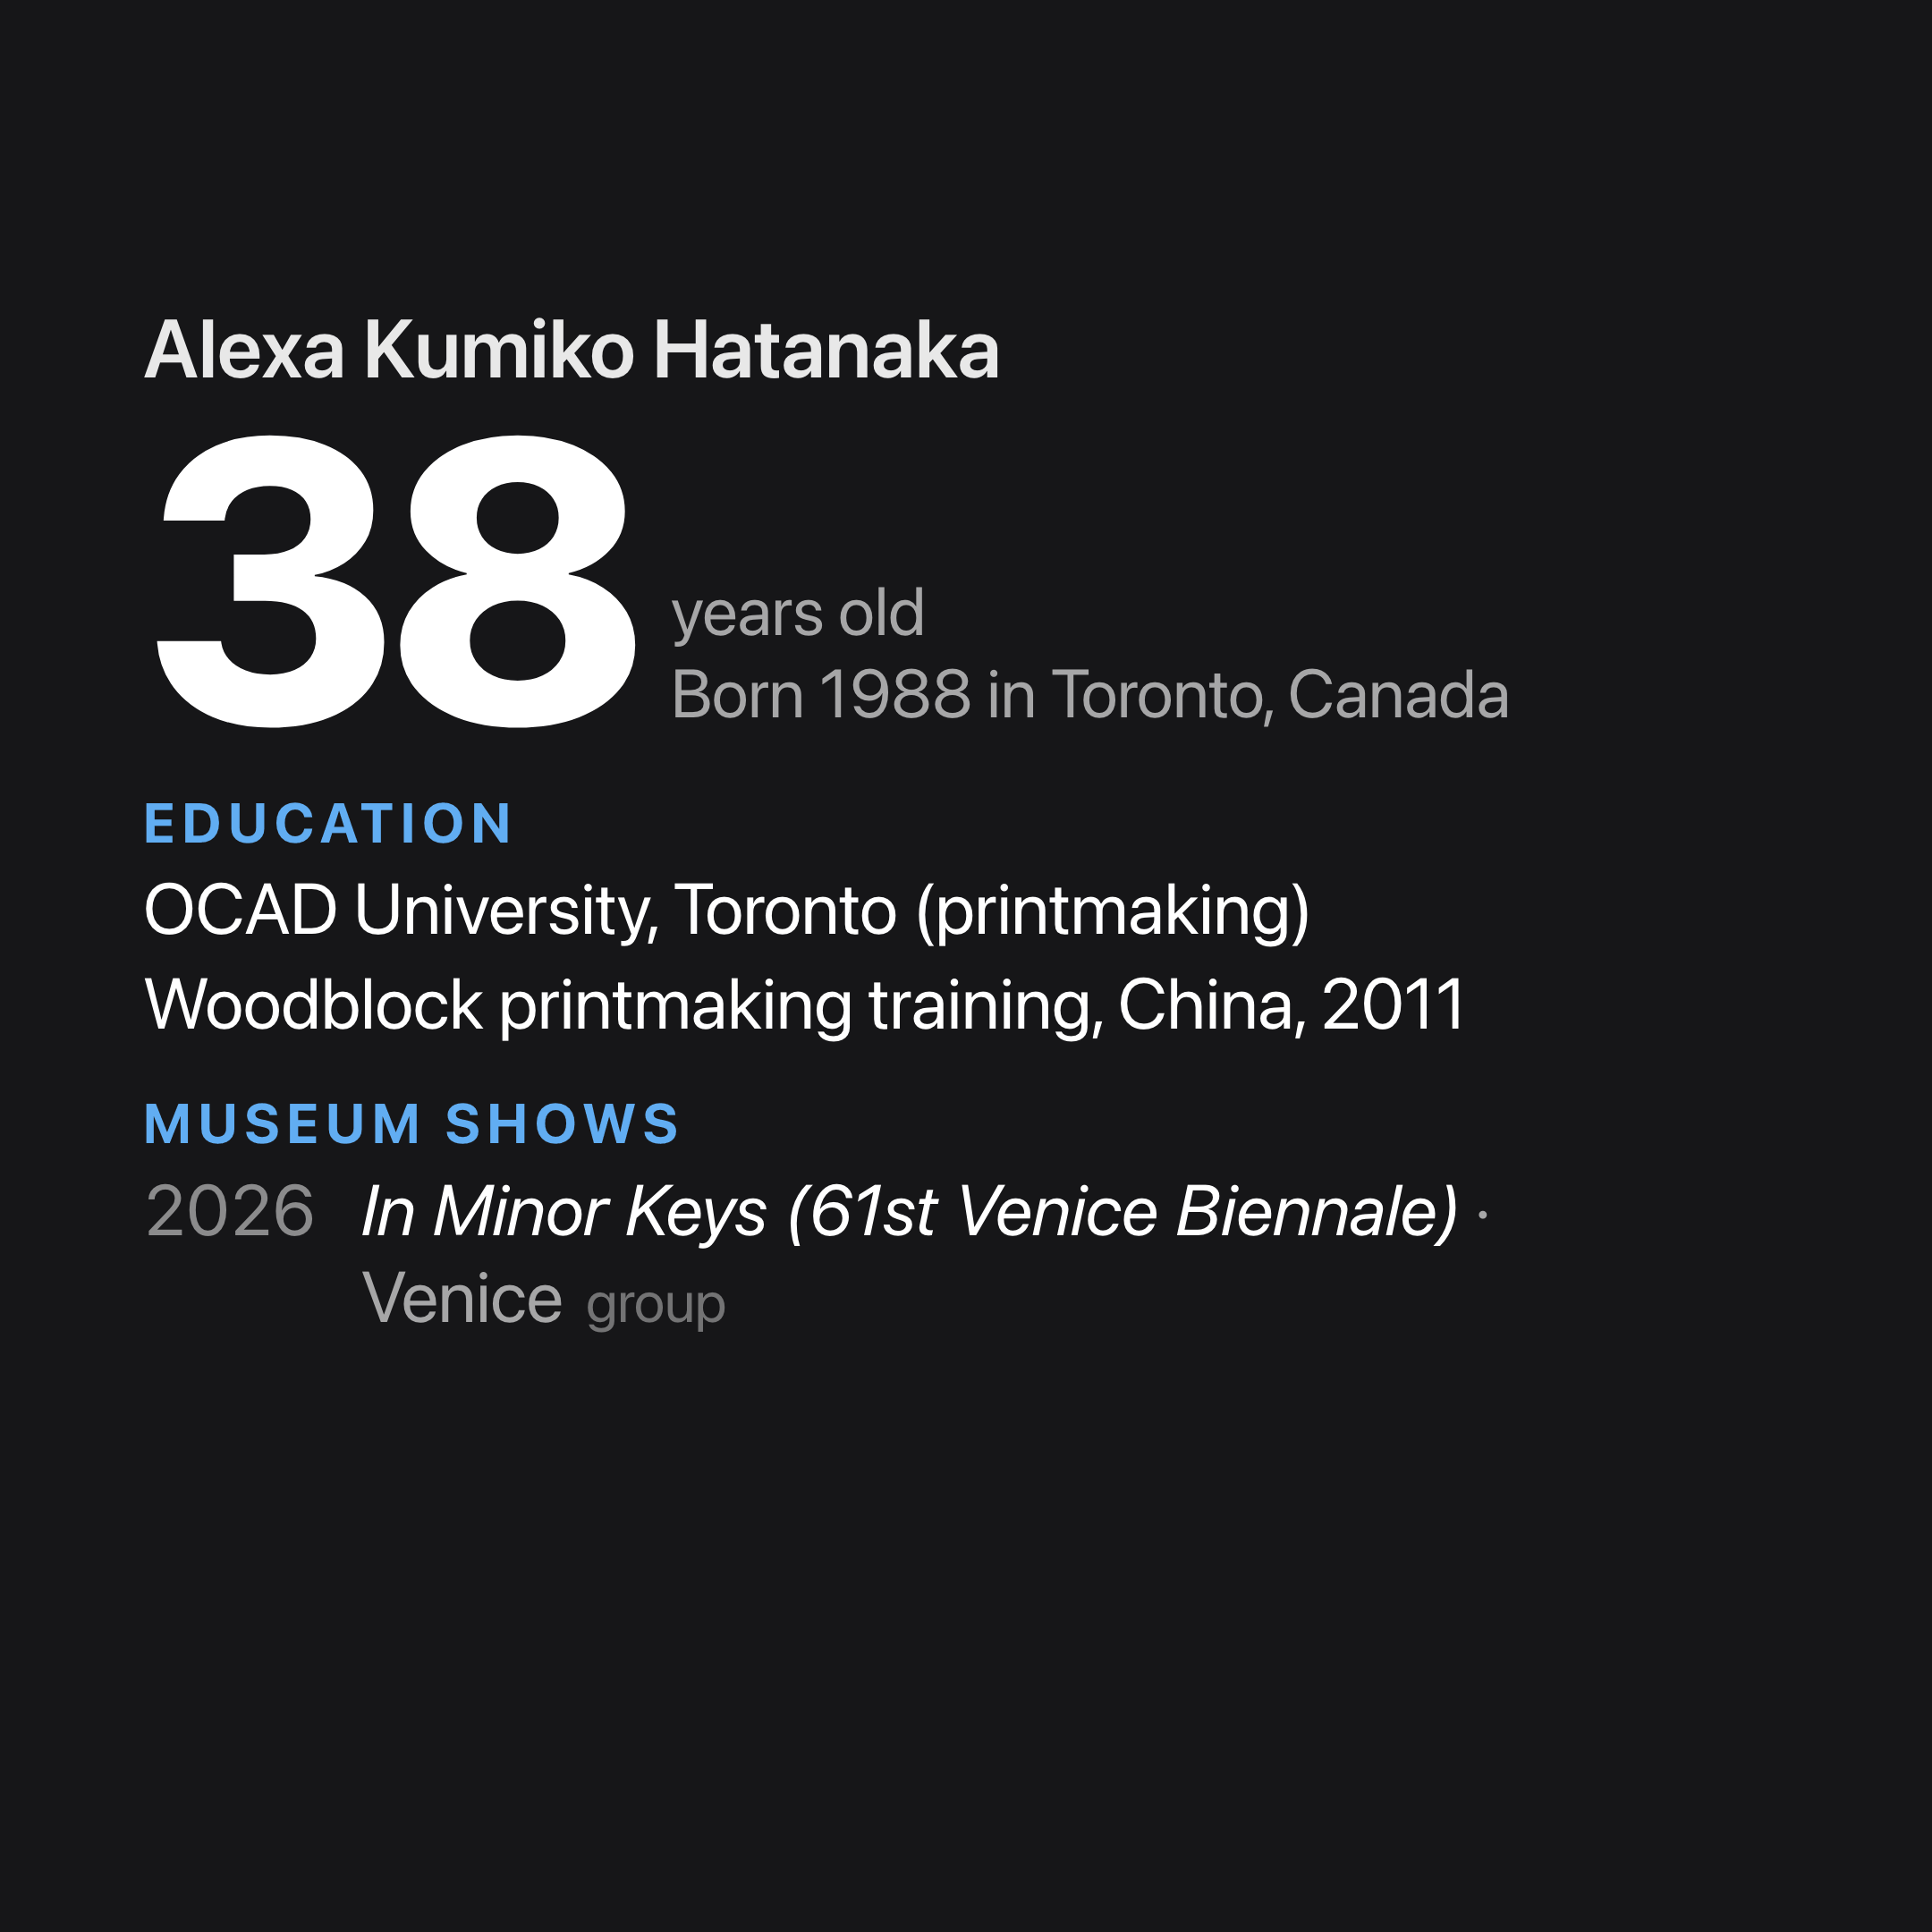 Alexa Kumiko Hatanaka
38
years old
Born 1988 in Toronto, Canada
EDUCATION
OCAD University, Toronto (printmaking)
Woodblock printmaking training, China, 2011
MUSEUM SHOWS
2026 In Minor Keys (61st Venice Biennale) ·
Venice group